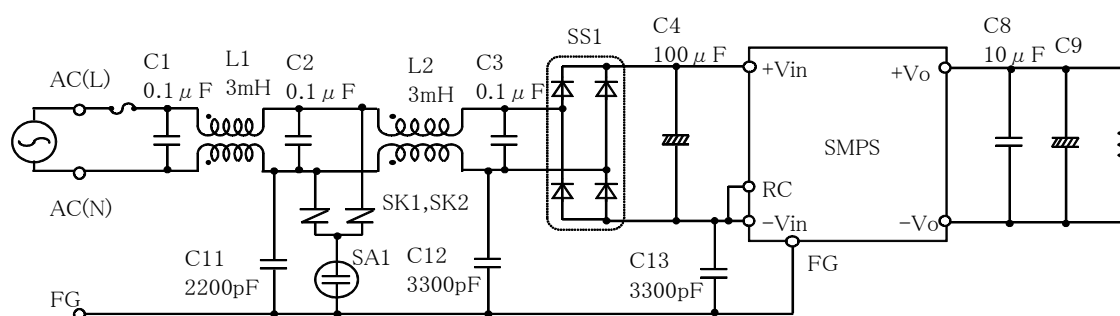 AC(L)
AC(N)
FG
C1
0.1μF
L1
3mH
C2
0.1μF
L2
3mH
C3
0.1μF
SS1
C4
100μF
C8
10μF
C9
+Vin
+Vo
SMPS
RC
−Vin
−Vo
FG
SK1,SK2
SA1
C11
2200pF
C12
3300pF
C13
3300pF